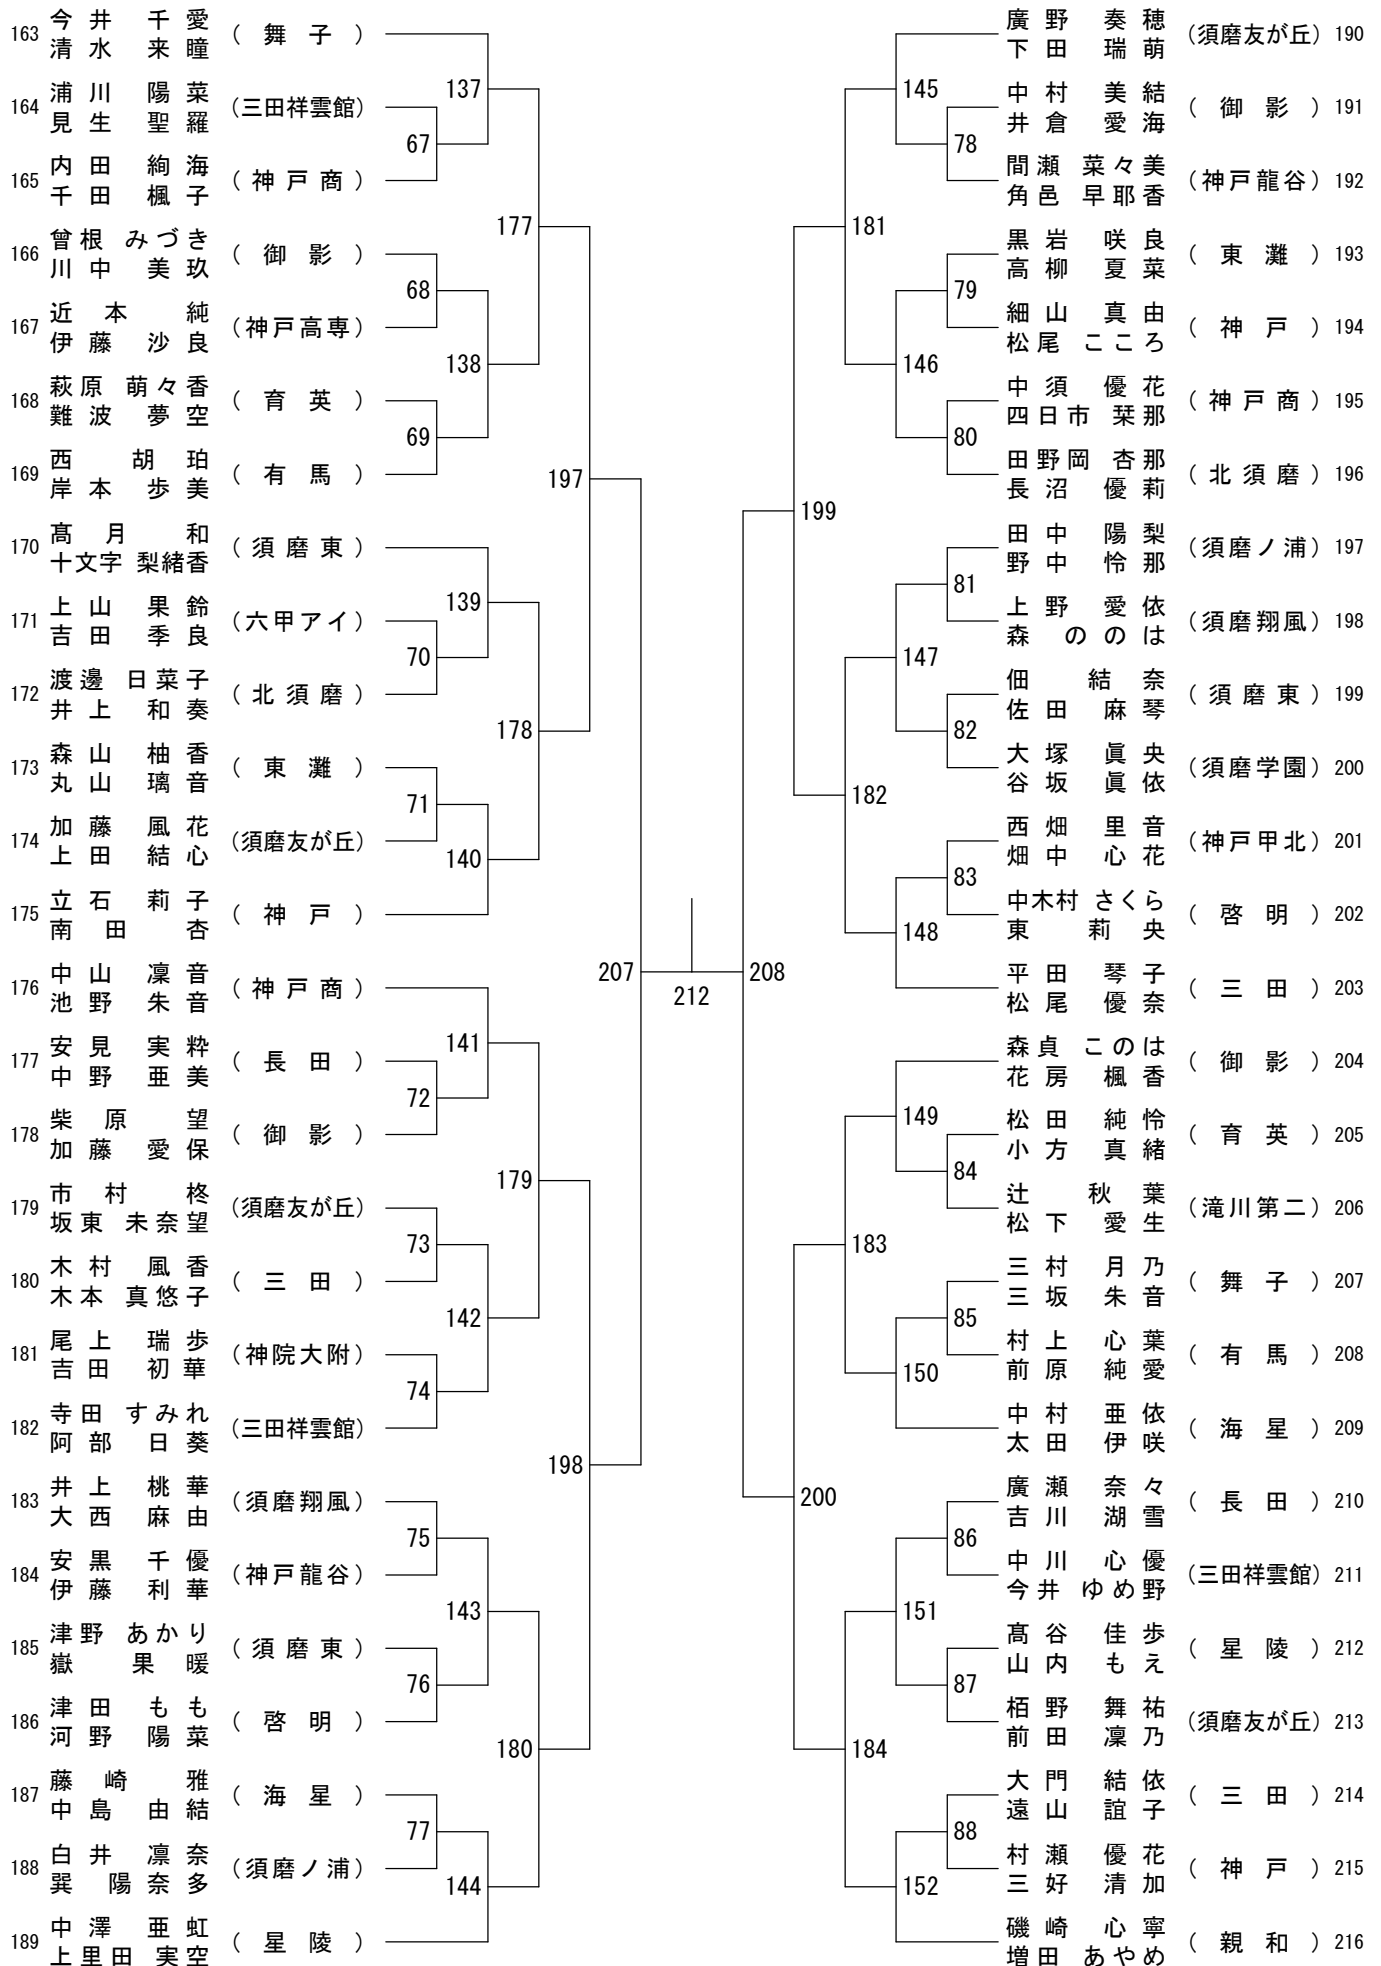 163 今井 千愛 (舞子)
清水 来瞳
164 浦川 陽菜 (三田祥雲館)
見生 聖羅
165 内田 絢海 (神戸商)
千田 楓子
166 曾根 みづき (御影)
川中 美玖
167 近本 純 (神戸高専)
伊藤 沙良
168 萩原 萌々香 (育英)
難波 夢空
169 西 胡珀 (有馬)
岸本 歩美
170 髙月 和 (須磨東)
十文字 梨緒香
171 上山 果鈴 (六甲アイ)
吉田 季良
172 渡邊 日菜子 (北須磨)
井上 和奏
173 森山 柚香 (東灘)
丸山 璃音
174 加藤 風花 (須磨友が丘)
上田 結心
175 立石 莉子 (神戸)
南田 杏
176 中山 凜音 (神戸商)
池野 朱音
177 安見 実粋 (長田)
中野 亜美
178 柴原 望 (御影)
加藤 愛保
179 市村 柊 (須磨友が丘)
坂東 未奈望
180 木村 風香 (三田)
木本 真悠子
181 尾上 瑞歩 (神院大附)
吉田 初華
182 寺田 すみれ (三田祥雲館)
阿部 日葵
183 井上 桃華 (須磨翔風)
大西 麻由
184 安黒 千優 (神戸龍谷)
伊藤 利華
185 津野 あかり (須磨東)
嶽 果暖
186 津田 もも (啓明)
河野 陽菜
187 藤崎 雅 (海星)
中島 由結
188 白井 凛奈 (須磨ノ浦)
巽 陽奈多
189 中澤 亜虹 (星陵)
上里田 実空
67
68
69
70
71
72
73
74
75
76
77
137
138
139
140
141
142
143
144
177
178
179
180
197
198
207
212
208
199
200
181
182
183
184
145
146
147
148
149
150
151
152
78
79
80
81
82
83
84
85
86
87
88
廣野 奏穂 (須磨友が丘) 190
下田 瑞萌
中村 美結 (御影) 191
井倉 愛海
間瀬 菜々美 (神戸龍谷) 192
角邑 早耶香
黒岩 咲良 (東灘) 193
高柳 夏菜
細山 真由 (神戸) 194
松尾 こころ
中須 優花 (神戸商) 195
四日市 栞那
田野岡 杏那 (北須磨) 196
長沼 優莉
田中 陽梨 (須磨ノ浦) 197
野中 怜那
上野 愛依 (須磨翔風) 198
森 ののは
佃 結奈 (須磨東) 199
佐田 麻琴
大塚 眞央 (須磨学園) 200
谷坂 眞依
西畑 里音 (神戸甲北) 201
畑中 心花
中木村 さくら (啓明) 202
東 莉央
平田 琴子 (三田) 203
松尾 優奈
森貞 このは (御影) 204
花房 楓香
松田 純怜 (育英) 205
小方 真緒
辻 秋葉 (滝川第二) 206
松下 愛生
三村 月乃 (舞子) 207
三坂 朱音
村上 心葉 (有馬) 208
前原 純愛
中村 亜依 (海星) 209
太田 伊咲
廣瀬 奈々 (長田) 210
吉川 湖雪
中川 心優 (三田祥雲館) 211
今井 ゆめ野
髙谷 佳歩 (星陵) 212
山内 もえ
栢野 舞祐 (須磨友が丘) 213
前田 凜乃
大門 結依 (三田) 214
遠山 誼子
村瀬 優花 (神戸) 215
三好 清加
磯崎 心寧 (親和) 216
増田 あやめ